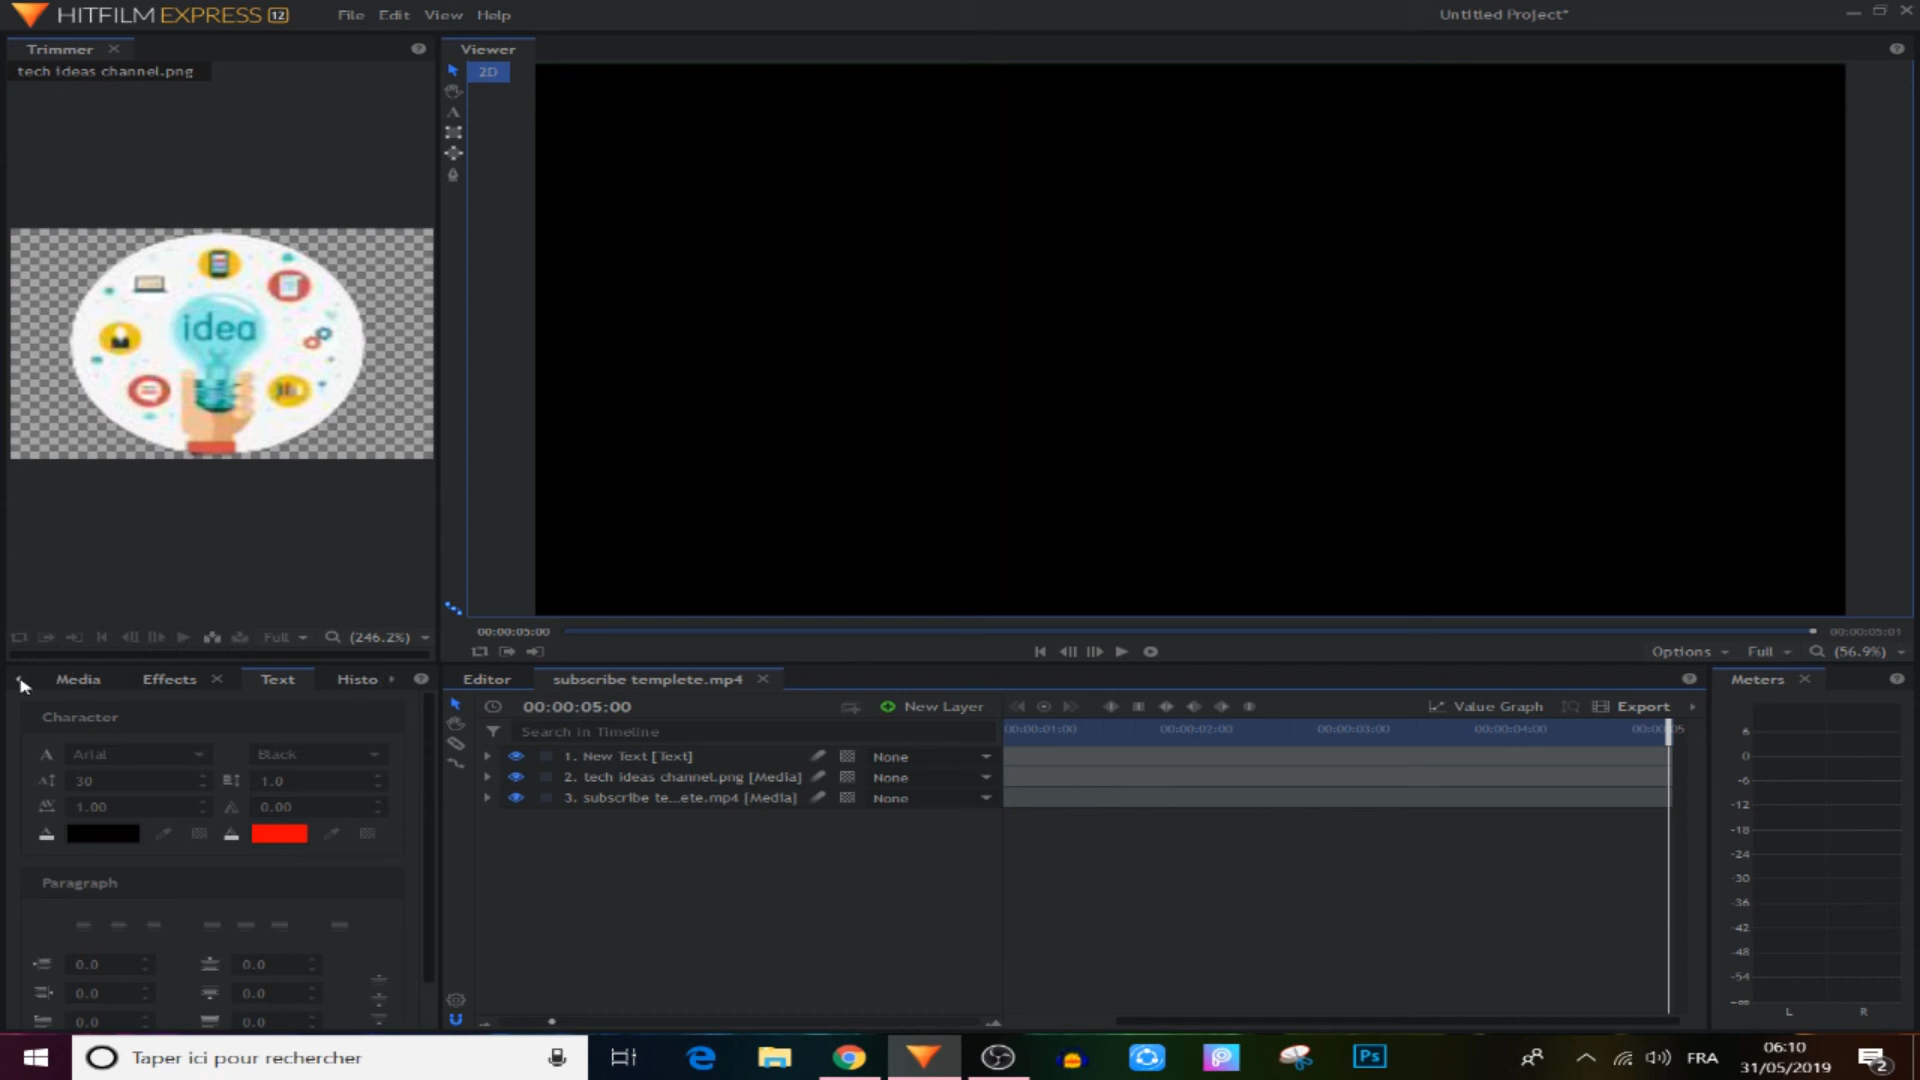 HITFILM EXPRESS 12 File Edit View Help Untitled Project*
Trimmer
tech ideas channel.png
idea
Full (246.2%)
Viewer
2D
00:00:05:00 00:00:05:01
Options Full (56.9%)
Media Effects Text Histo
Character
Arial Black
30 1.0
1.00 0.00
Paragraph
0.0 0.0
0.0 0.0
0.0 0.0
Editor subscribe templete.mp4
00:00:05:00 New Layer Value Graph Export
Search in Timeline 00:00:01:00 00:00:02:00 00:00:03:00 00:00:04:00
1. New Text [Text] None
2. tech ideas channel.png [Media] None
3. subscribe te...ete.mp4 [Media] None
Meters
6
0
-6
-12
-18
-24
-30
-36
-42
-48
-54
-∞
L R
Taper ici pour rechercher
Ps
FRA
06:10
31/05/2019
2